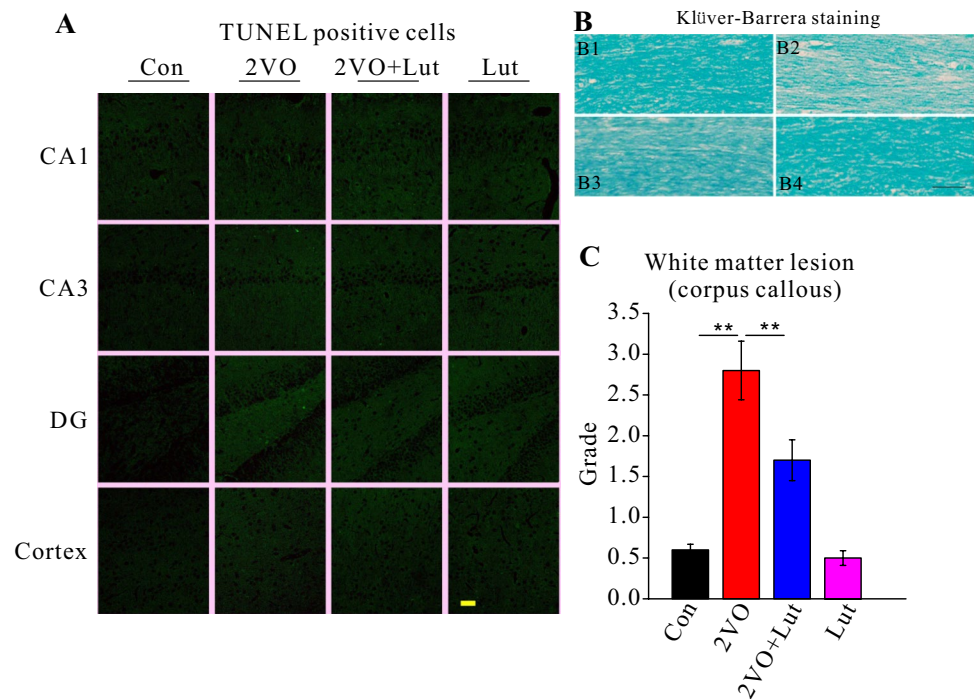 A
TUNEL positive cells
Con 2VO 2VO+Lut Lut
CA1
CA3
DG
Cortex
B
Klüver-Barrera staining
B1 B2
B3 B4
C
White matter lesion
(corpus callous)
** **
Grade
3.5
3.0
2.5
2.0
1.5
1.0
0.5
0.0
Con 2VO 2VO+Lut Lut